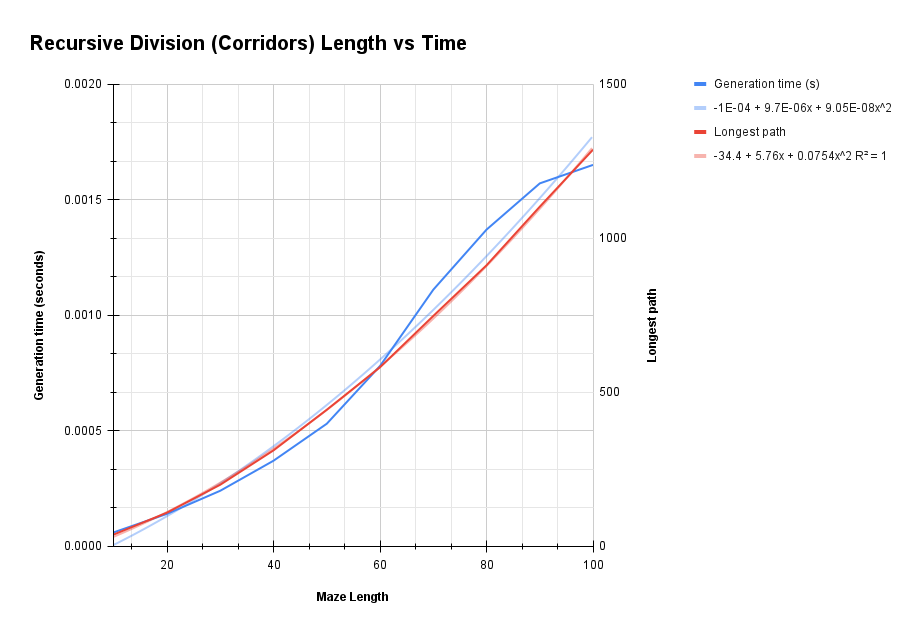 Recursive Division (Corridors) Length vs Time
Generation time (s)
-1E-04 + 9.7E-06x + 9.05E-08x^2
Longest path
-34.4 + 5.76x + 0.0754x^2 R² = 1
Generation time (seconds)
0.0020
0.0015
0.0010
0.0005
0.0000
1500
1000
500
0
Longest path
20
40
60
80
100
Maze Length